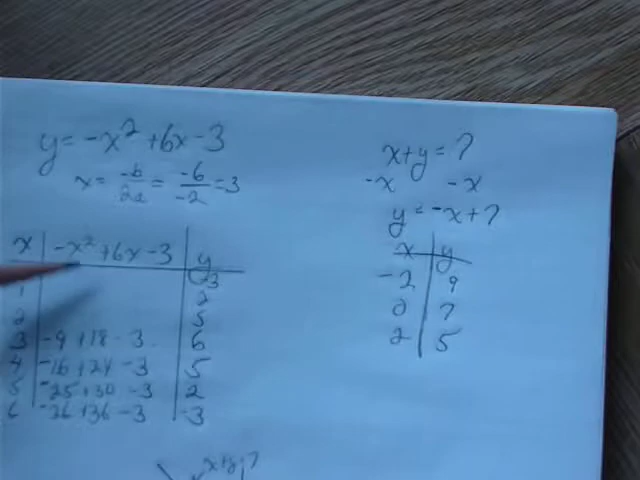 y = -x² + 6x - 3
x = -b/2a = -6/-2 = 3
x | -x² + 6x - 3 | y
-3
1 2
2 5
3 -9 + 18 - 3 6
4 -16 + 24 - 3 5
5 -25 + 30 - 3 2
6 -36 + 36 - 3 -3
x + y = 7
-x -x
y = -x + 7
x | y
-2 | 9
0 | 7
2 | 5
x+y=7